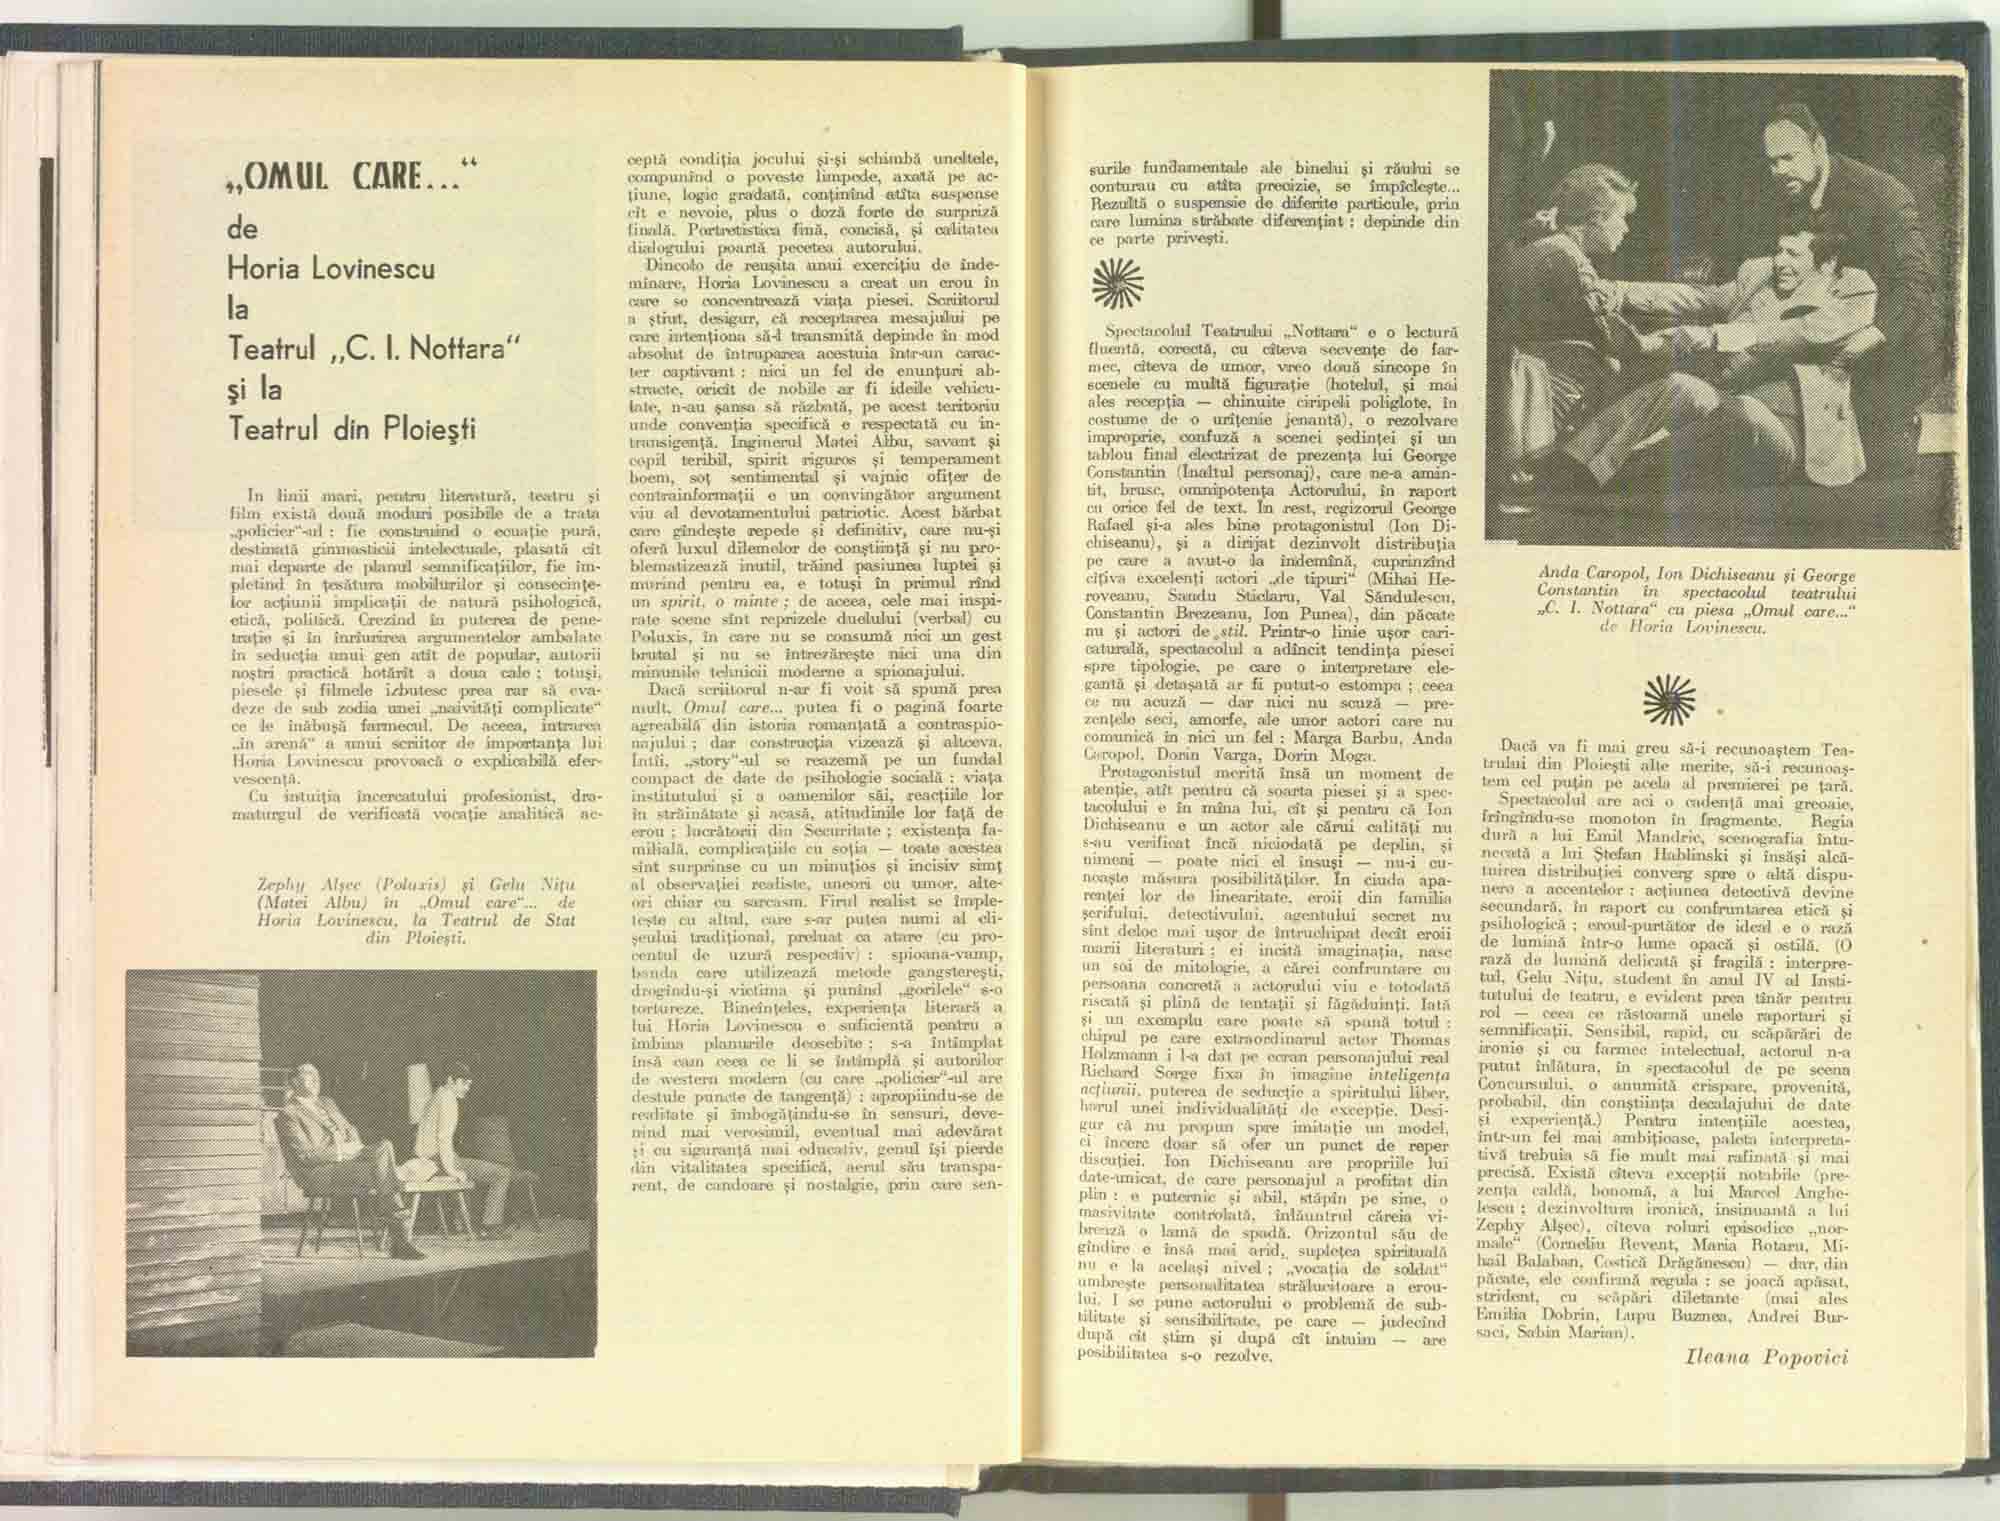 „OMUL CARE...“
de
Horia Lovinescu
la
Teatrul „C. I. Nottara“
şi la
Teatrul din Ploieşti
In linii mari, pentru literatură, teatru şi
film există două moduri posibile de a trata
„policier“-ul : fie construind o ecuaţie pură,
destinată gimnasticii intelectuale, plasată cît
mai departe de planul semnificaţiilor, fie îm-
pletind în ţesătura mobilurilor şi consecinţe-
lor acţiunii implicaţii de natură psihologică,
etică, politică. Crezînd în puterea de pene-
traţie şi în înrîurirea argumentelor ambalate
în seducţia unui gen atît de popular, autorii
noştri practică hotărît a doua cale ; totuşi,
piesele şi filmele izbutesc prea rar să eva-
deze de sub zodia unei „naivităţi complicate“
ce le înăbuşă farmecul. De aceea, intrarea
„în arenă“ a unui scriitor de importanţa lui
Horia Lovinescu provoacă o explicabilă efer-
vescenţă.
Cu intuiţia încercatului profesionist, dra-
maturgul de verificată vocaţie analitică ac-
Zephy Alşec (Poluxis) şi Gelu Niţu
(Matei Albu) în „Omul care“... de
Horia Lovinescu, la Teatrul de Stat
din Ploieşti.
ceptă condiţia jocului şi-şi schimbă uneltele,
compunînd o poveste limpede, axată pe ac-
ţiune, logic gradată, conţinînd atîta suspense
cît e nevoie, plus o doză forte de surpriză
finală. Portretistica fină, concisă, şi calitatea
dialogului poartă pecetea autorului.
Dincolo de reuşita unui exerciţiu de înde-
mînare, Horia Lovinescu a creat un erou în
care se concentrează viaţa piesei. Scriitorul
a ştiut, desigur, că receptarea mesajului pe
care intenţiona să-l transmită depinde în mod
absolut de întruparea acestuia într-un carac-
ter captivant ; nici un fel de enunţuri ab-
stracte, oricît de nobile ar fi ideile vehicu-
late, n-au şansa să răzbată, pe acest teritoriu
unde convenţia specifică e respectată cu in-
transigenţă. Inginerul Matei Albu, savant şi
copil teribil, spirit riguros şi temperament
boem, soţ sentimental şi vajnic ofiţer de
contrainformaţii e un convingător argument
viu al devotamentului patriotic. Acest bărbat
care gîndeşte repede şi definitiv, care nu-şi
oferă luxul dilemelor de conştiinţă şi nu pro-
blematizează inutil, trăind pasiunea luptei şi
murind pentru ea, e totuşi în primul rînd
un spirit, o minte ; de aceea, cele mai inspi-
rate scene sînt reprizele duelului (verbal) cu
Poluxis, în care nu se consumă nici un gest
brutal şi nu se întrezăreşte nici una din
minunile tehnicii moderne a spionajului.
Dacă scriitorul n-ar fi voit să spună prea
mult, Omul care... putea fi o pagină foarte
agreabilă din istoria romanţată a contraspio-
najului ; dar construcţia vizează şi altceva.
Întîi, „story“-ul se reazemă pe un fundal
compact de date de psihologie socială : viaţa
institutului şi a oamenilor săi, reacţiile lor
în străinătate şi acasă, atitudinile lor faţă de
erou ; lucrătorii din Securitate ; existenţa fa-
milială, complicaţiile cu soţia — toate acestea
sînt surprinse cu un minuţios şi incisiv simţ
al observaţiei realiste, uneori cu umor, alte-
ori chiar cu sarcasm. Firul realist se împle-
teşte cu altul, care s-ar putea numi al cli-
şeului tradiţional, preluat ca atare (cu pro-
centul de uzură respectiv) : spioana-vamp,
banda care utilizează metode gangstereşti,
drogîndu-şi victima şi punînd „gorilele“ s-o
tortureze. Bineînţeles, experienţa literară a
lui Horia Lovinescu e suficientă pentru a
îmbina planurile deosebite ; s-a întîmplat
însă cam ceea ce li se întîmplă şi autorilor
de western modern (cu care „policier“-ul are
destule puncte de tangenţă) : apropiindu-se de
realitate şi îmbogăţindu-se în sensuri, deve-
nind mai verosimil, eventual mai adevărat
şi cu siguranţă mai educativ, genul îşi pierde
din vitalitatea specifică, aerul său transpa-
rent, de candoare şi nostalgie, prin care sen-
surile fundamentale ale binelui şi răului se
conturau cu atîta precizie, se împîcleşte...
Rezultă o suspensie de diferite particule, prin
care lumina străbate diferenţiat : depinde din
ce parte priveşti.
Spectacolul Teatrului „Nottara“ e o lectură
fluentă, corectă, cu cîteva secvenţe de far-
mec, cîteva de umor, vreo două sincope în
scenele cu multă figuraţie (hotelul, şi mai
ales recepţia — chinuite ciripeli poliglote, în
costume de o urîţenie jenantă), o rezolvare
improprie, confuză a scenei şedinţei şi un
tablou final electrizat de prezenţa lui George
Constantin (Inaltul personaj), care ne-a amin-
tit, brusc, omnipotenţa Actorului, în raport
cu orice fel de text. În rest, regizorul George
Rafael şi-a ales bine protagonistul (Ion Di-
chiseanu), şi a dirijat dezinvolt distribuţia
pe care a avut-o la îndemînă, cuprinzînd
cîţiva excelenţi actori „de tipuri“ (Mihai He-
roveanu, Sandu Sticlaru, Val Săndulescu,
Constantin Brezeanu, Ion Punea), din păcate
nu şi actori de stil. Printr-o linie uşor cari-
caturală, spectacolul a adîncit tendinţa piesei
spre tipologie, pe care o interpretare ele-
gantă şi detaşată ar fi putut-o estompa ; ceea
ce nu acuză — dar nici nu scuză — pre-
zenţele seci, amorfe, ale unor actori care nu
comunică în nici un fel : Marga Barbu, Anda
Caropol, Dorin Varga, Dorin Moga.
Protagonistul merită însă un moment de
atenţie, atît pentru că soarta piesei şi a spec-
tacolului e în mîna lui, cît şi pentru că Ion
Dichiseanu e un actor ale cărui calităţi nu
s-au verificat încă niciodată pe deplin, şi
nimeni — poate nici el însuşi — nu-i cu-
noaşte măsura posibilităţilor. În ciuda apa-
renţei lor de linearitate, eroii din familia
şerifului, detectivului, agentului secret nu
sînt deloc mai uşor de întruchipat decît eroii
marii literaturi ; ei incită imaginaţia, nasc
un soi de mitologie, a cărei confruntare cu
persoana concretă a actorului viu e totodată
riscată şi plină de tentaţii şi făgăduinţi. Iată
şi un exemplu care poate să spună totul :
chipul pe care extraordinarul actor Thomas
Holzmann i l-a dat pe ecran personajului real
Richard Sorge fixa în imagine inteligenţa
acţiunii, puterea de seducţie a spiritului liber,
harul unei individualităţi de excepţie. Desi-
gur că nu propun spre imitaţie un model,
ci încerc doar să ofer un punct de reper
discuţiei. Ion Dichiseanu are propriile lui
date-unicat, de care personajul a profitat din
plin : e puternic şi abil, stăpîn pe sine, o
masivitate controlată, înlăuntrul căreia vi-
brează o lamă de spadă. Orizontul său de
gîndire e însă mai arid, supleţea spirituală
nu e la acelaşi nivel ; „vocaţia de soldat“
umbreşte personalitatea strălucitoare a erou-
lui. I se pune actorului o problemă de sub-
tilitate şi sensibilitate, pe care — judecînd
după cît ştim şi după cît intuim — are
posibilitatea s-o rezolve.
Anda Caropol, Ion Dichiseanu şi George
Constantin în spectacolul teatrului
„C. I. Nottara“ cu piesa „Omul care...“
de Horia Lovinescu.
Dacă va fi mai greu să-i recunoaştem Tea-
trului din Ploieşti alte merite, să-i recunoaş-
tem cel puţin pe acela al premierei pe ţară.
Spectacolul are aci o cadenţă mai greoaie,
frîngîndu-se monoton în fragmente. Regia
dură a lui Emil Mandric, scenografia întu-
necată a lui Ştefan Hablinski şi însăşi alcă-
tuirea distribuţiei converg spre o altă dispu-
nere a accentelor : acţiunea detectivă devine
secundară, în raport cu confruntarea etică şi
psihologică ; eroul-purtător de ideal e o rază
de lumină într-o lume opacă şi ostilă. (O
rază de lumină delicată şi fragilă : interpre-
tul, Gelu Niţu, student în anul IV al Insti-
tutului de teatru, e evident prea tînăr pentru
rol — ceea ce răstoarnă unele raporturi şi
semnificaţii. Sensibil, rapid, cu scăpărări de
ironie şi cu farmec intelectual, actorul n-a
putut înlătura, în spectacolul de pe scena
Concursului, o anumită crispare, provenită,
probabil, din conştiinţa decalajului de date
şi experienţă.) Pentru intenţiile acestea,
într-un fel mai ambiţioase, paleta interpreta-
tivă trebuia să fie mult mai rafinată şi mai
precisă. Există cîteva excepţii notabile (pre-
zenţa caldă, bonomă, a lui Marcel Anghe-
lescu ; dezinvoltura ironică, insinuantă a lui
Zephy Alşec), cîteva roluri episodice „nor-
male“ (Corneliu Revent, Maria Rotaru, Mi-
hail Balaban, Costică Drăgănescu) — dar, din
păcate, ele confirmă regula : se joacă apăsat,
strident, cu scăpări diletante (mai ales
Emilia Dobrin, Lupu Buznea, Andrei Bur-
saci, Sabin Marian).
Ileana Popovici